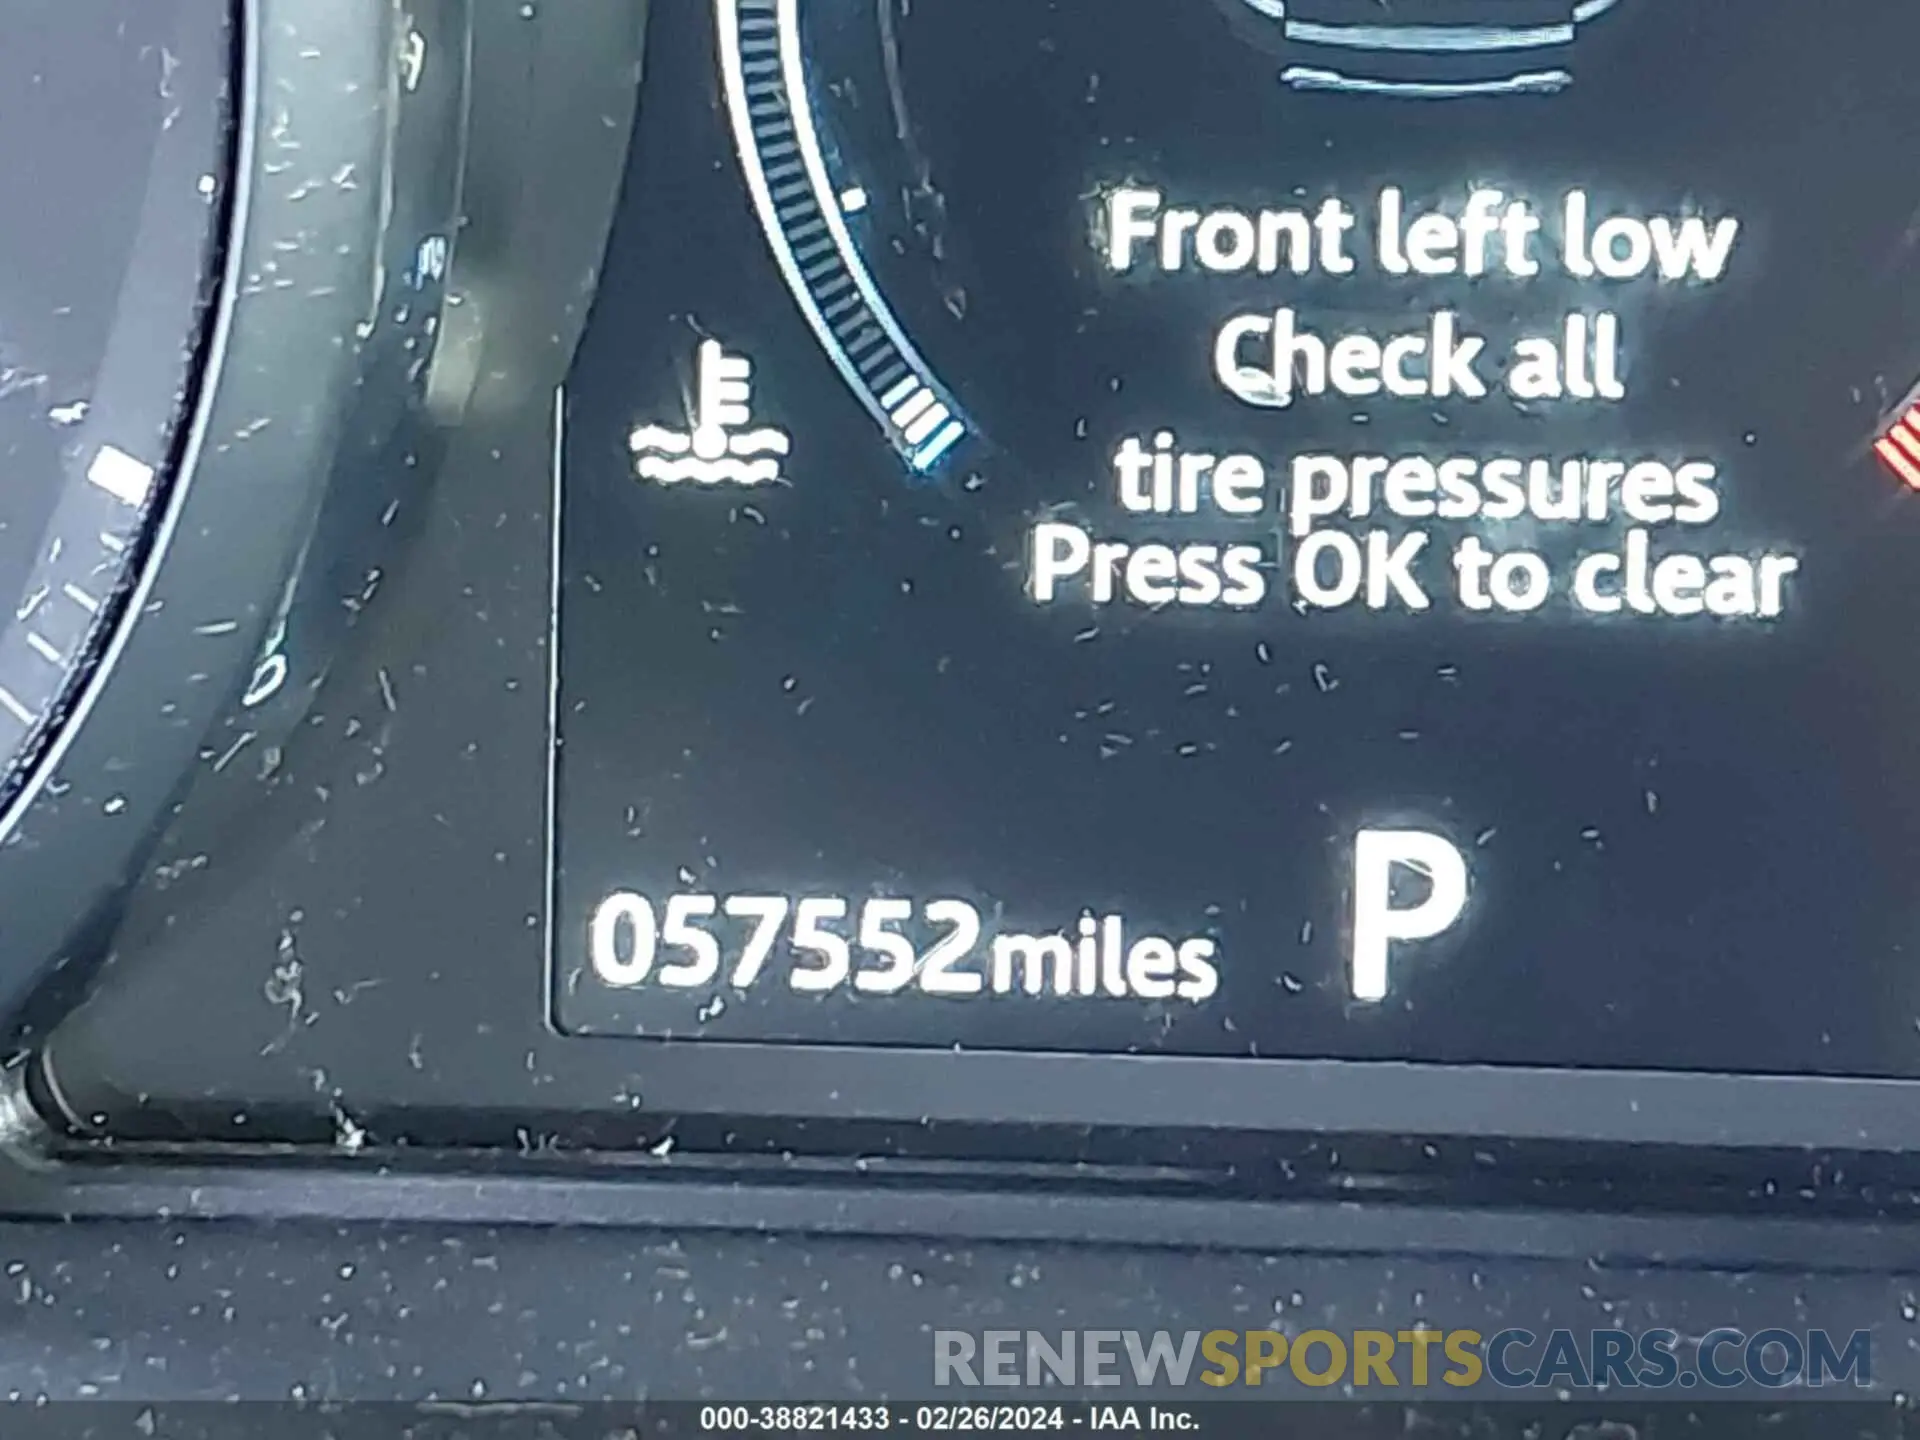 Front left low
Check all
tire pressures
Press OK to clear
057552miles
P
RENEWSPORTSCARS.COM
000-38821433 - 02/26/2024 - IAA Inc.